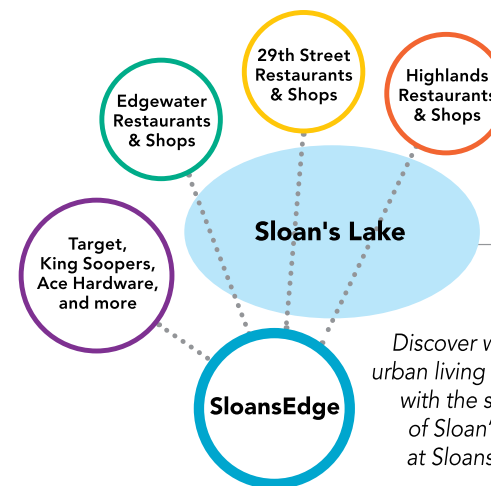 29th Street
Restaurants
& Shops
Highlands
Restaurants
& Shops
Edgewater
Restaurants
& Shops
Sloan's Lake
Target,
King Soopers,
Ace Hardware,
and more
SloansEdge
Discover
urban living
with the
of Sloan'
at Sloans